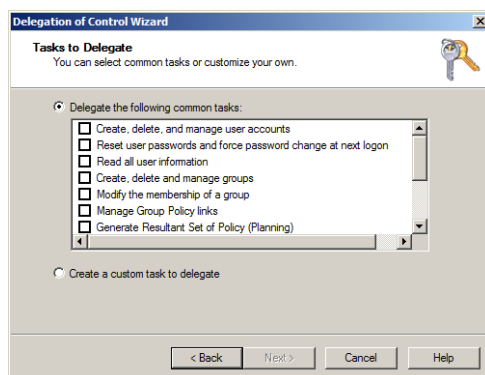 Delegation of Control Wizard
Tasks to Delegate
You can select common tasks or customize your own.
Delegate the following common tasks:
Create, delete, and manage user accounts
Reset user passwords and force password change at next logon
Read all user information
Create, delete and manage groups
Modify the membership of a group
Manage Group Policy links
Generate Resultant Set of Policy (Planning)
Create a custom task to delegate
< Back Next > Cancel Help